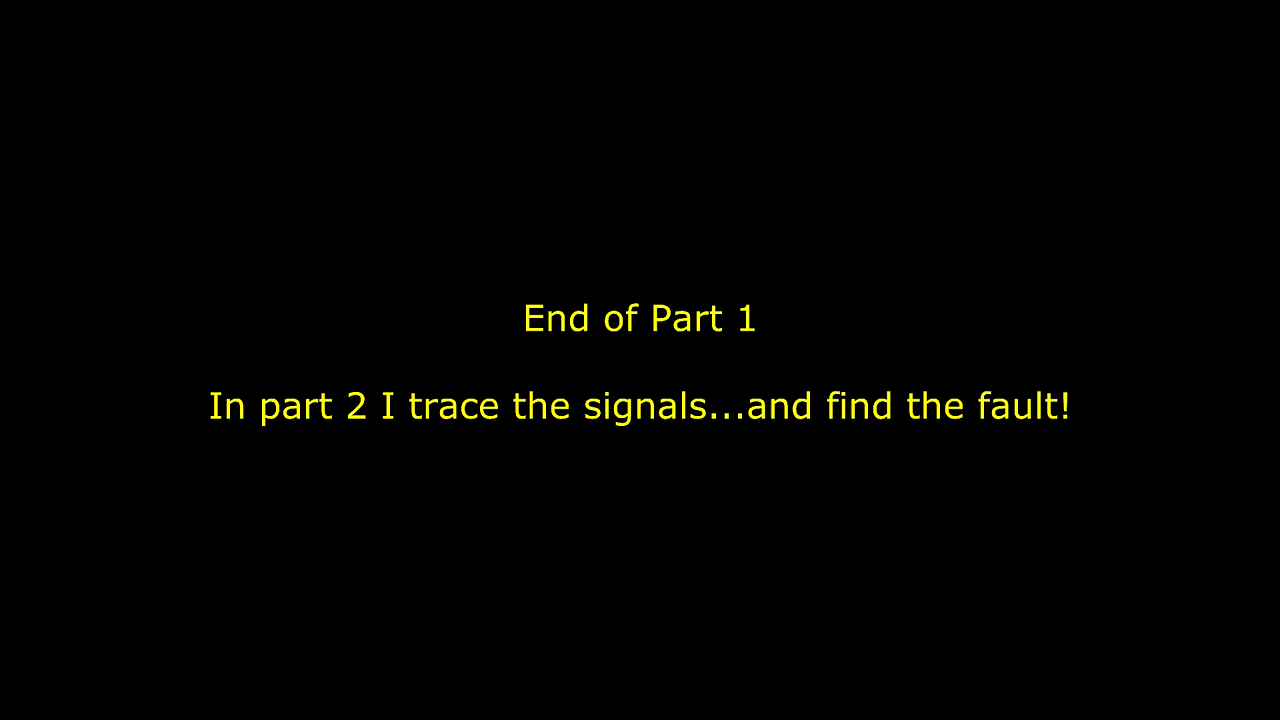 End of Part 1
In part 2 I trace the signals...and find the fault!